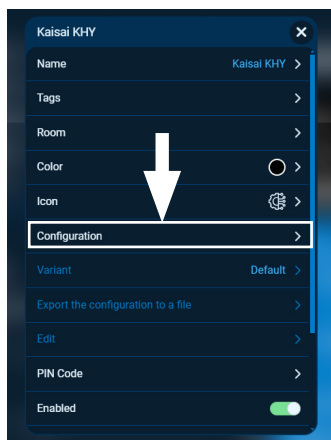 Kaisai KHY
Name Kaisai KHY
Tags
Room
Color
Icon
Configuration
Variant Default
Export the configuration to a file
Edit
PIN Code
Enabled